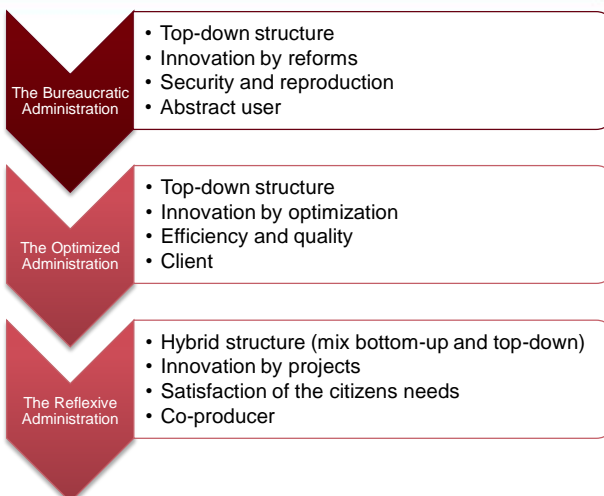 The Bureaucratic
Administration
• Top-down structure
• Innovation by reforms
• Security and reproduction
• Abstract user
The Optimized
Administration
• Top-down structure
• Innovation by optimization
• Efficiency and quality
• Client
The Reflexive
Administration
• Hybrid structure (mix bottom-up and top-down)
• Innovation by projects
• Satisfaction of the citizens needs
• Co-producer